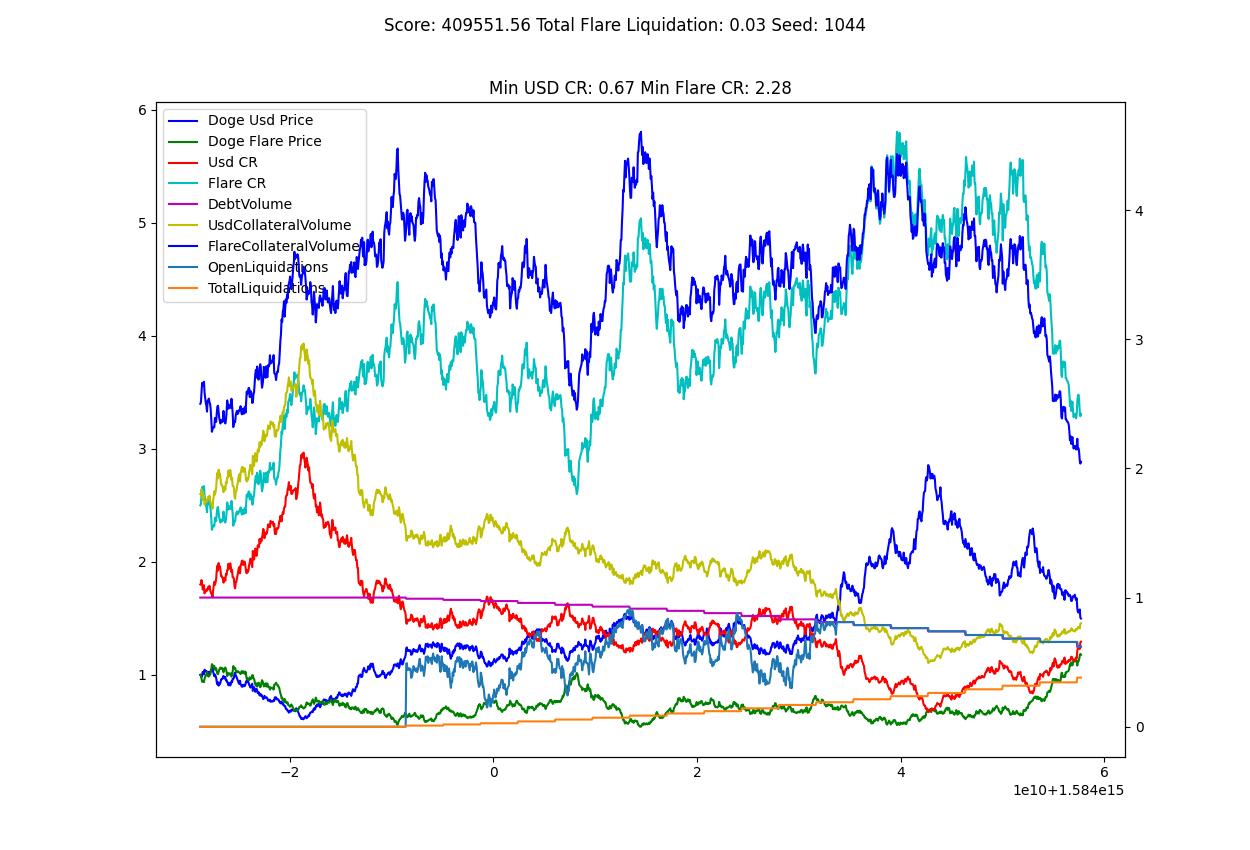 Score: 409551.56 Total Flare Liquidation: 0.03 Seed: 1044
Min USD CR: 0.67 Min Flare CR: 2.28
Doge Usd Price
Doge Flare Price
Usd CR
Flare CR
DebtVolume
UsdCollateralVolume
FlareCollateralVolume
OpenLiquidations
TotalLiquidations
6
5
4
3
2
1
4
3
2
1
0
−2
0
2
4
6
1e10+1.584e15